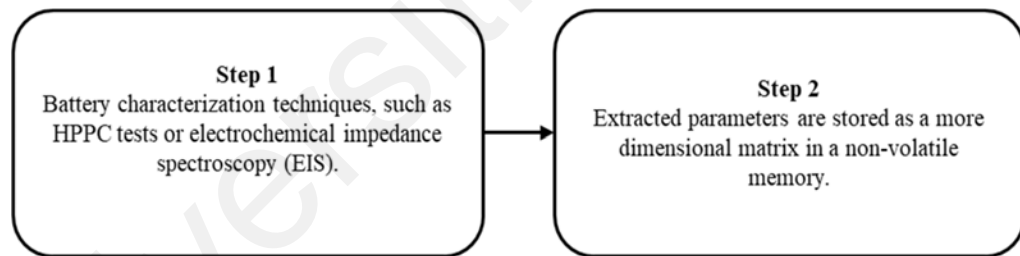 Step 1
Battery characterization techniques, such as
HPPC tests or electrochemical impedance
spectroscopy (EIS).
Step 2
Extracted parameters are stored as a more
dimensional matrix in a non-volatile
memory.